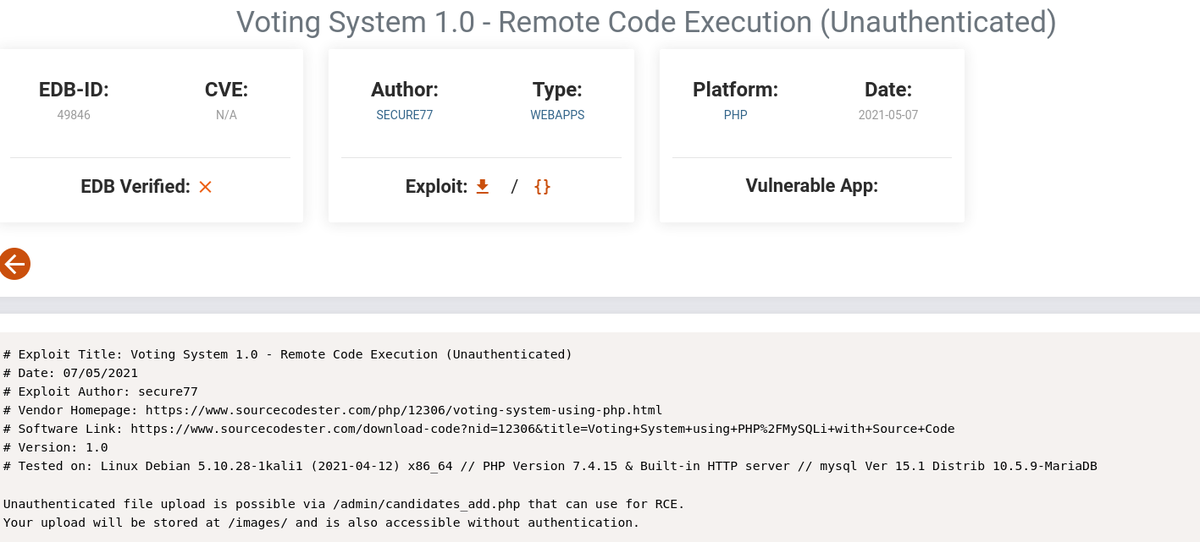 Voting System 1.0 - Remote Code Execution (Unauthenticated)
EDB-ID:
49846
CVE:
N/A
EDB Verified:
Author:
SECURE77
Type:
WEBAPPS
Exploit: / {}
Platform:
PHP
Date:
2021-05-07
Vulnerable App:
# Exploit Title: Voting System 1.0 - Remote Code Execution (Unauthenticated)
# Date: 07/05/2021
# Exploit Author: secure77
# Vendor Homepage: https://www.sourcecodester.com/php/12306/voting-system-using-php.html
# Software Link: https://www.sourcecodester.com/download-code?nid=12306&title=Voting+System+using+PHP%2FMySQLi+with+Source+Code
# Version: 1.0
# Tested on: Linux Debian 5.10.28-1kali1 (2021-04-12) x86_64 // PHP Version 7.4.15 & Built-in HTTP server // mysql Ver 15.1 Distrib 10.5.9-MariaDB
Unauthenticated file upload is possible via /admin/candidates_add.php that can use for RCE.
Your upload will be stored at /images/ and is also accessible without authentication.